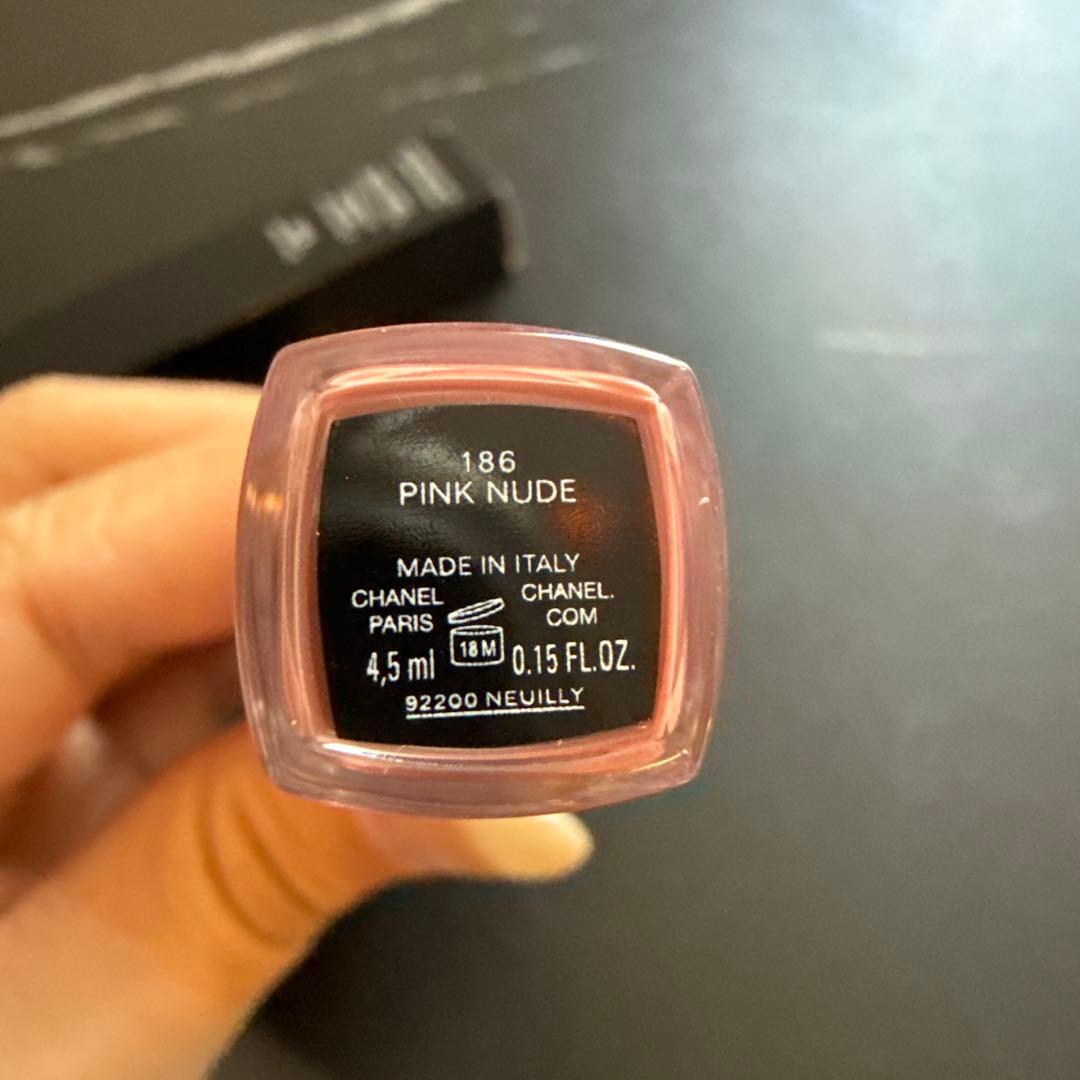 186
PINK NUDE
MADE IN ITALY
CHANEL PARIS
CHANEL. COM
18 M
4,5 ml
0.15 FL.OZ.
92200 NEUILLY